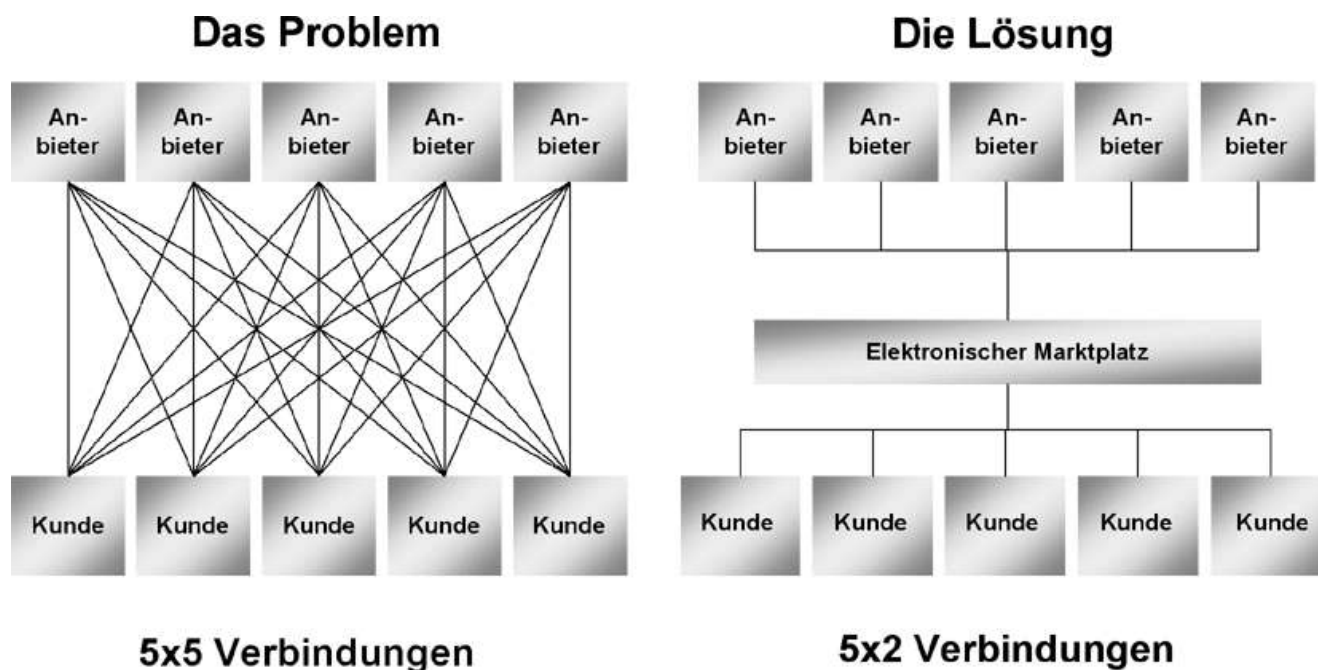 Das Problem
An-
bieter
An-
bieter
An-
bieter
An-
bieter
An-
bieter
Kunde
Kunde
Kunde
Kunde
Kunde
5x5 Verbindungen
Die Lösung
An-
bieter
An-
bieter
An-
bieter
An-
bieter
An-
bieter
Elektronischer Marktplatz
Kunde
Kunde
Kunde
Kunde
Kunde
5x2 Verbindungen